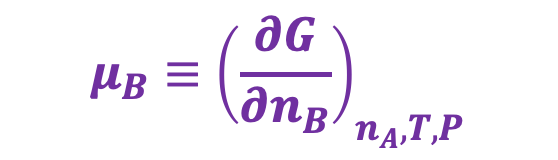 μ_B ≡ (∂G/∂n_B)_{n_A,T,P}